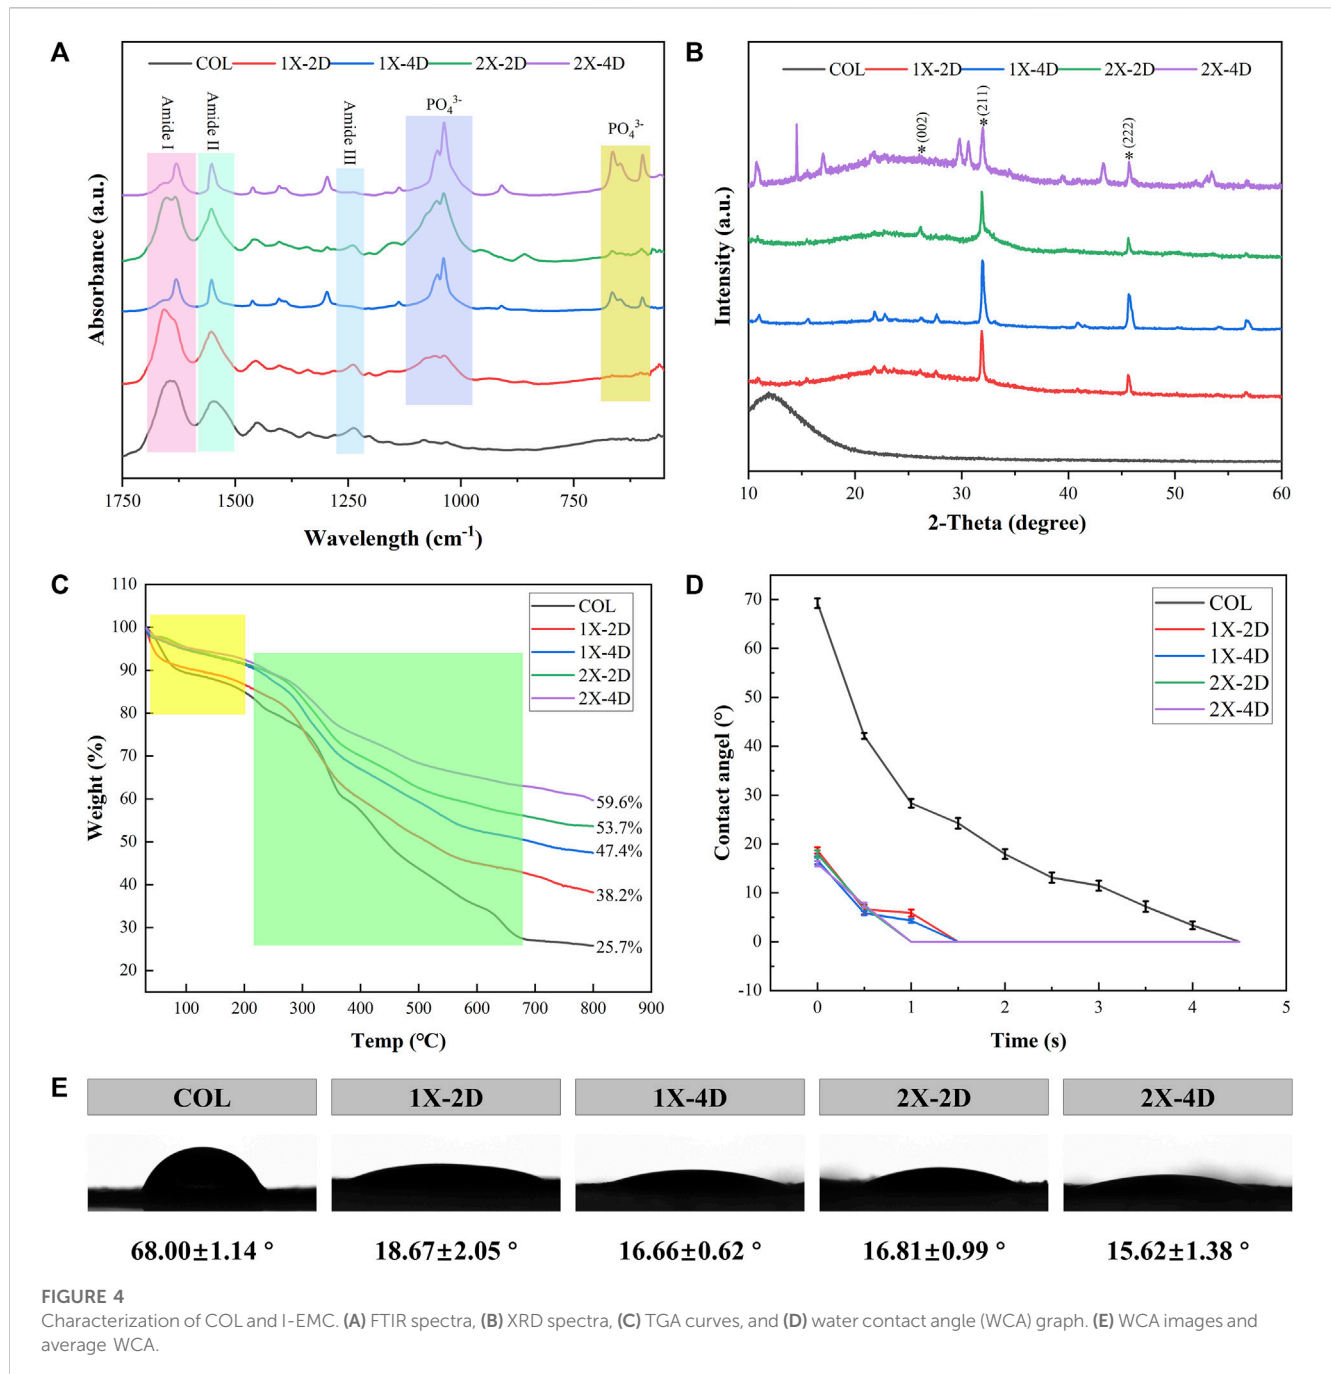 A
COL 1X-2D 1X-4D 2X-2D 2X-4D
Amide I
Amide II
Amide III
PO₄³⁻
PO₄³⁻
Absorbance (a.u.)
1750 1500 1250 1000 750
Wavelength (cm⁻¹)
B
COL 1X-2D 1X-4D 2X-2D 2X-4D
*(002)
*(211)
*(222)
Intensity (a.u.)
10 20 30 40 50 60
2-Theta (degree)
C
110
100
90
80
70
60
50
40
30
20
Weight (%)
COL
1X-2D
1X-4D
2X-2D
2X-4D
59.6%
53.7%
47.4%
38.2%
25.7%
100 200 300 400 500 600 700 800 900
Temp (℃)
D
70
60
50
40
30
20
10
0
-10
Contact angel (°)
COL
1X-2D
1X-4D
2X-2D
2X-4D
0 1 2 3 4 5
Time (s)
E
COL 1X-2D 1X-4D 2X-2D 2X-4D
68.00±1.14 ° 18.67±2.05 ° 16.66±0.62 ° 16.81±0.99 ° 15.62±1.38 °
FIGURE 4
Characterization of COL and I-EMC. (A) FTIR spectra, (B) XRD spectra, (C) TGA curves, and (D) water contact angle (WCA) graph. (E) WCA images and
average WCA.